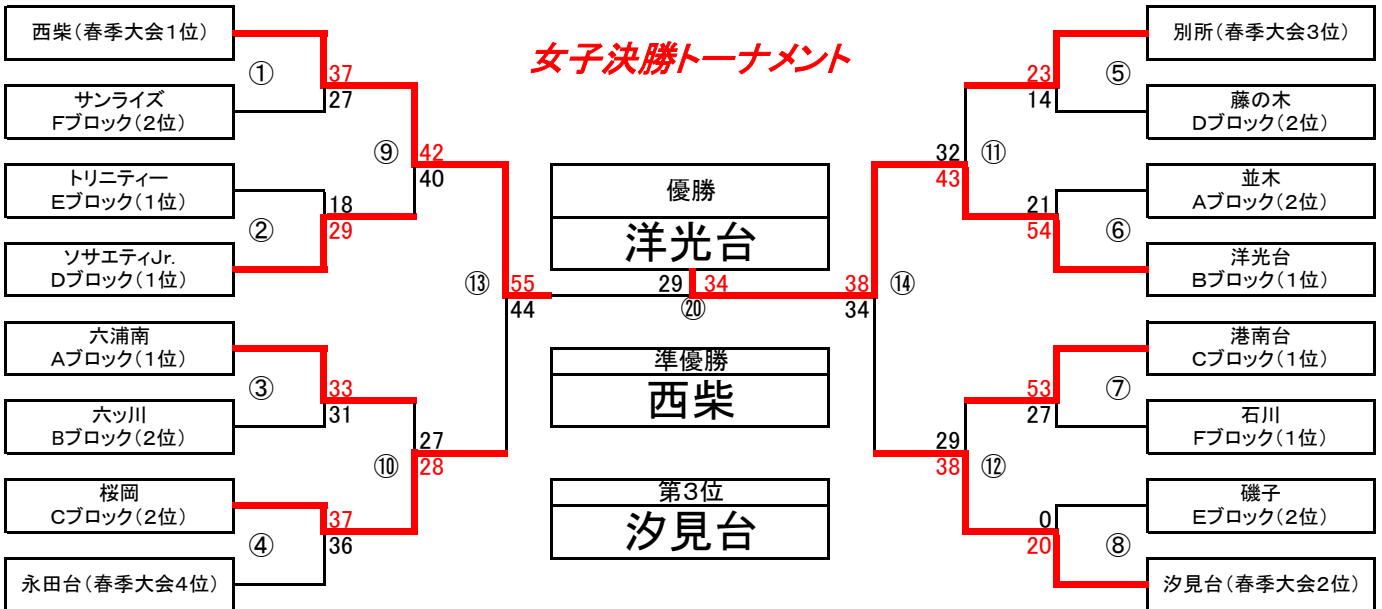 女子決勝トーナメント
西柴(春季大会1位)
①
37
27
サンライズ
Fブロック(2位)
⑨
42
40
トリニティー
Eブロック(1位)
②
18
29
ソサエティJr.
Dブロック(1位)
⑬
55
44
六浦南
Aブロック(1位)
③
33
31
六ッ川
Bブロック(2位)
⑩
27
28
桜岡
Cブロック(2位)
④
37
36
永田台(春季大会4位)
優勝
洋光台
29
34
⑳
準優勝
西柴
第3位
汐見台
別所(春季大会3位)
23
14
⑤
藤の木
Dブロック(2位)
32
43
⑪
並木
Aブロック(2位)
21
54
⑥
洋光台
Bブロック(1位)
38
34
⑭
港南台
Cブロック(1位)
53
27
⑦
石川
Fブロック(1位)
29
38
⑫
磯子
Eブロック(2位)
0
20
⑧
汐見台(春季大会2位)